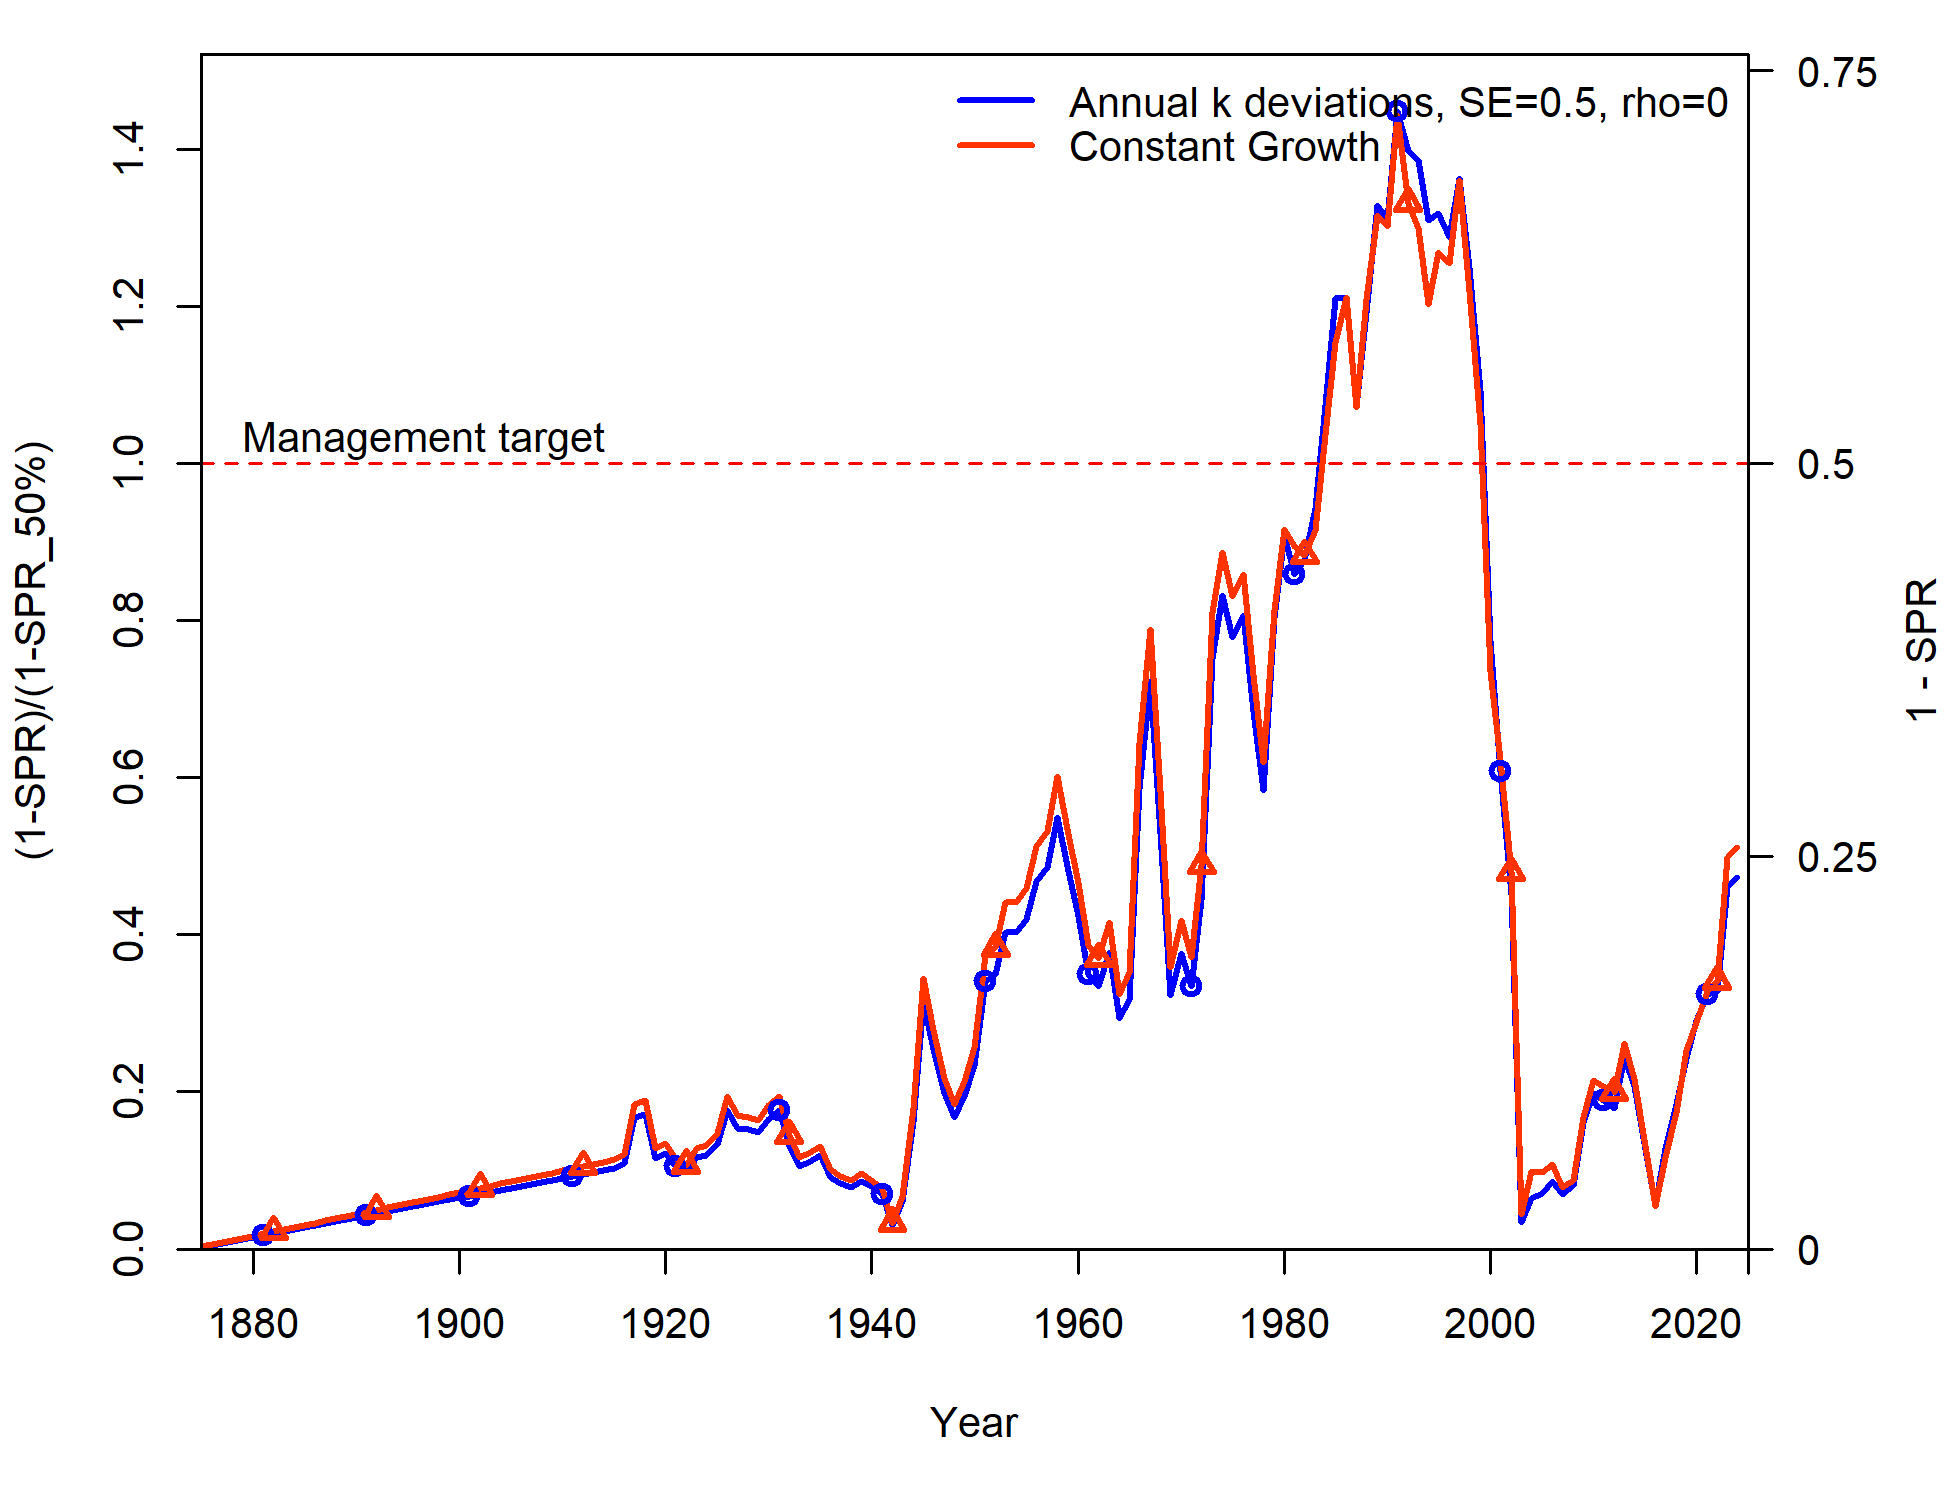 Annual k deviations, SE=0.5, rho=0
Constant Growth
Management target
(1-SPR)/(1-SPR_50%)
0.0
0.2
0.4
0.6
0.8
1.0
1.2
1.4
1 - SPR
0.75
0.5
0.25
0
1880 1900 1920 1940 1960 1980 2000 2020
Year